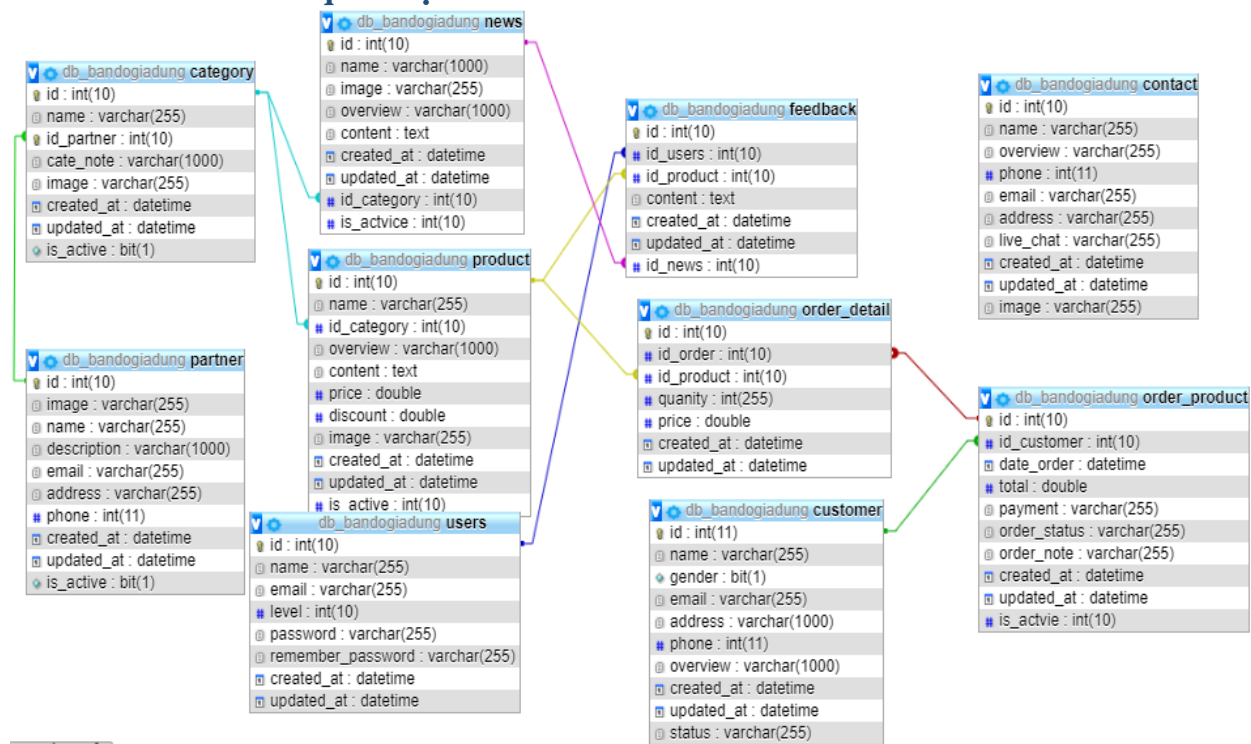 db_bandogiadung news
id : int(10)
name : varchar(1000)
image : varchar(255)
overview : varchar(1000)
content : text
created_at : datetime
updated_at : datetime
id_category : int(10)
is_actvice : int(10)
db_bandogiadung category
id : int(10)
name : varchar(255)
id_partner : int(10)
cate_note : varchar(1000)
image : varchar(255)
created_at : datetime
updated_at : datetime
is_active : bit(1)
db_bandogiadung feedback
id : int(10)
id_users : int(10)
id_product : int(10)
content : text
created_at : datetime
updated_at : datetime
id_news : int(10)
db_bandogiadung contact
id : int(10)
name : varchar(255)
overview : varchar(255)
phone : int(11)
email : varchar(255)
address : varchar(255)
live_chat : varchar(255)
created_at : datetime
updated_at : datetime
image : varchar(255)
db_bandogiadung product
id : int(10)
name : varchar(255)
id_category : int(10)
overview : varchar(1000)
content : text
price : double
discount : double
image : varchar(255)
created_at : datetime
updated_at : datetime
is_active : int(10)
db_bandogiadung order_detail
id : int(10)
id_order : int(10)
id_product : int(10)
quanity : int(255)
price : double
created_at : datetime
updated_at : datetime
db_bandogiadung partner
id : int(10)
image : varchar(255)
name : varchar(255)
description : varchar(1000)
email : varchar(255)
address : varchar(255)
phone : int(11)
created_at : datetime
updated_at : datetime
is_active : bit(1)
db_bandogiadung order_product
id : int(10)
id_customer : int(10)
date_order : datetime
total : double
payment : varchar(255)
order_status : varchar(255)
order_note : varchar(255)
created_at : datetime
updated_at : datetime
is_actvie : int(10)
db_bandogiadung users
id : int(10)
name : varchar(255)
email : varchar(255)
level : int(10)
password : varchar(255)
remember_password : varchar(255)
created_at : datetime
updated_at : datetime
db_bandogiadung customer
id : int(11)
name : varchar(255)
gender : bit(1)
email : varchar(255)
address : varchar(1000)
phone : int(11)
overview : varchar(1000)
created_at : datetime
updated_at : datetime
status : varchar(255)